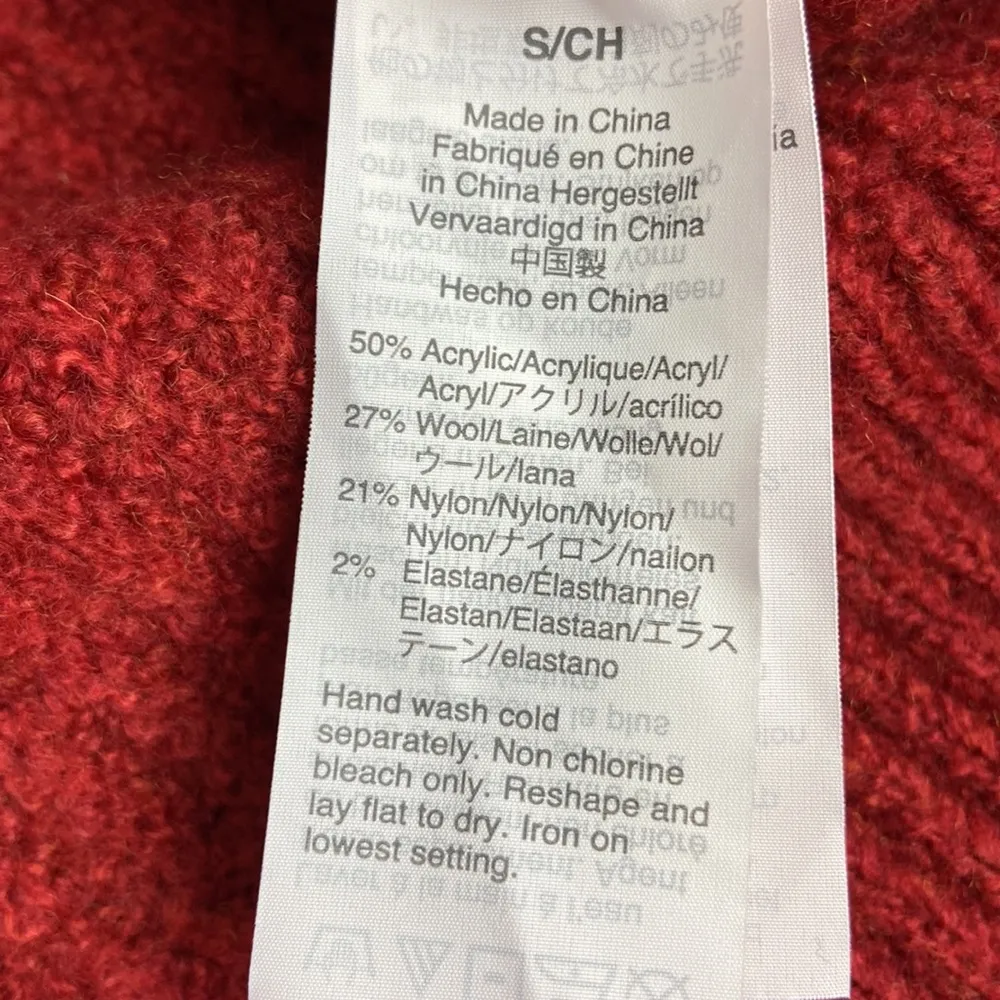 S/CH
Made in China
Fabriqué en Chine
in China Hergestellt
Vervaardigd in China
中国製
Hecho en China
50% Acrylic/Acrylique/Acryl/
Acryl/アクリル/acrílico
27% Wool/Laine/Wolle/Wol/
ウール/lana
21% Nylon/Nylon/Nylon/
Nylon/ナイロン/nailon
2% Elastane/Élasthanne/
Elastan/Elastaan/エラス
テーン/elastano
Hand wash cold
separately. Non chlorine
bleach only. Reshape and
lay flat to dry. Iron on
lowest setting.